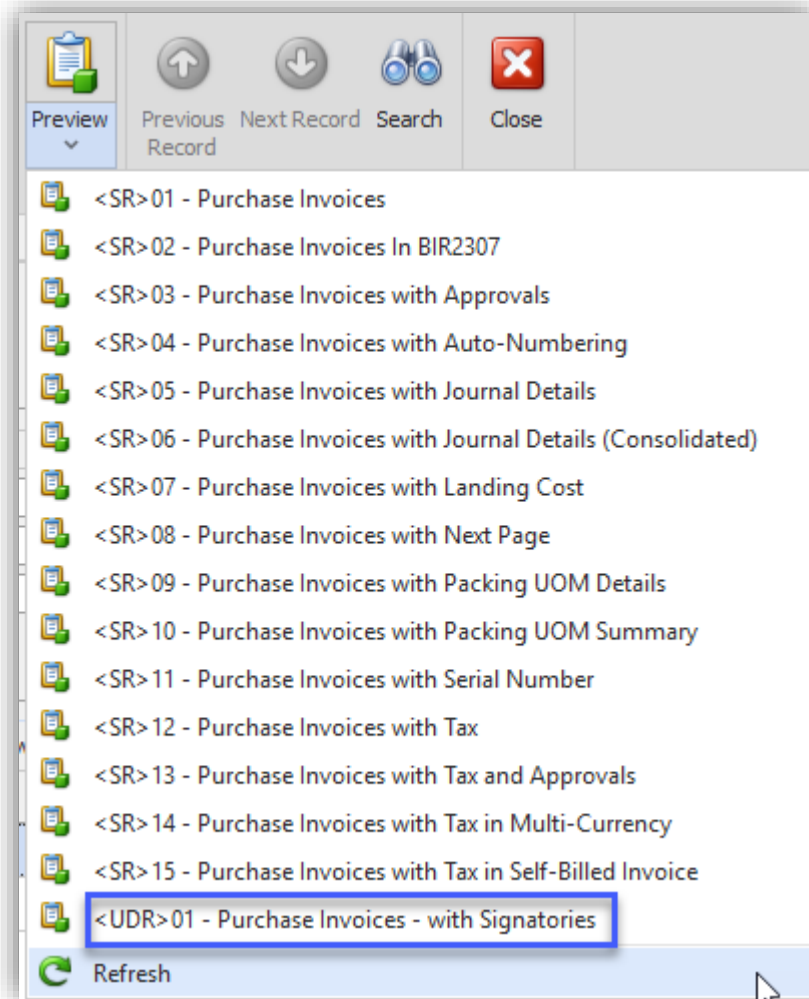 Preview
Previous Record
Next Record
Search
Close
<SR>01 - Purchase Invoices
<SR>02 - Purchase Invoices In BIR2307
<SR>03 - Purchase Invoices with Approvals
<SR>04 - Purchase Invoices with Auto-Numbering
<SR>05 - Purchase Invoices with Journal Details
<SR>06 - Purchase Invoices with Journal Details (Consolidated)
<SR>07 - Purchase Invoices with Landing Cost
<SR>08 - Purchase Invoices with Next Page
<SR>09 - Purchase Invoices with Packing UOM Details
<SR>10 - Purchase Invoices with Packing UOM Summary
<SR>11 - Purchase Invoices with Serial Number
<SR>12 - Purchase Invoices with Tax
<SR>13 - Purchase Invoices with Tax and Approvals
<SR>14 - Purchase Invoices with Tax in Multi-Currency
<SR>15 - Purchase Invoices with Tax in Self-Billed Invoice
<UDR>01 - Purchase Invoices - with Signatories
Refresh